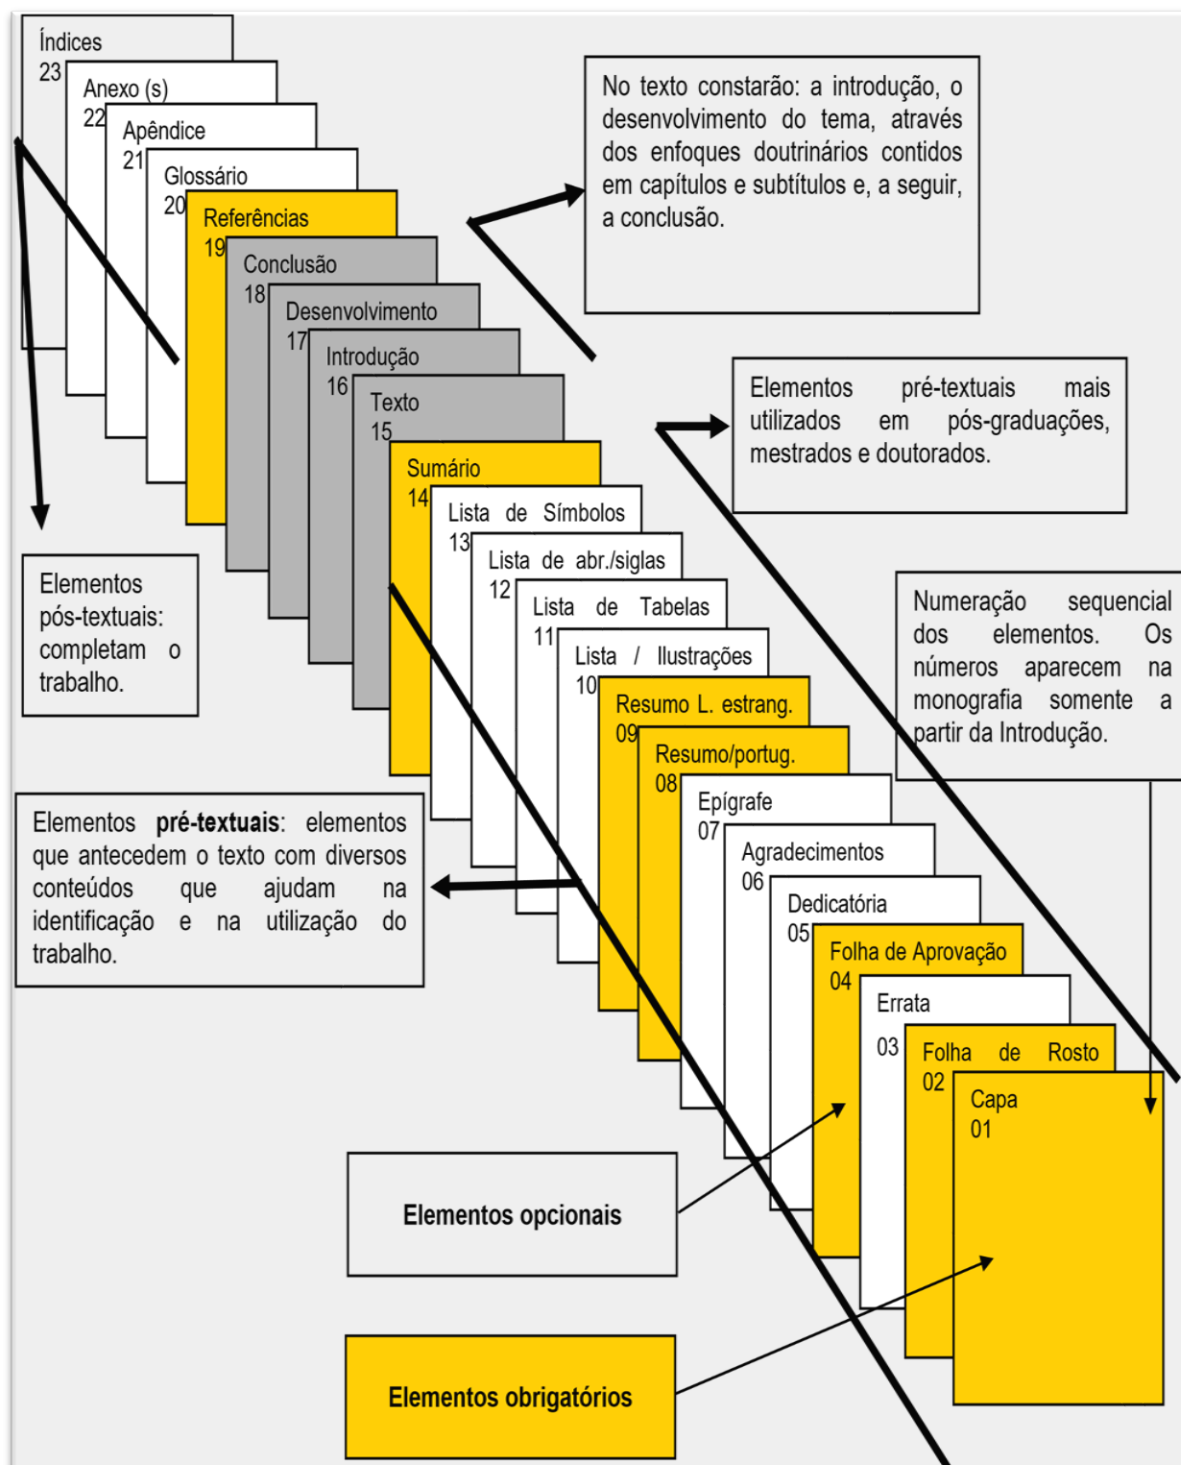 Índices
23
Anexo (s)
22
Apêndice
21
Glossário
20
Referências
19
Conclusão
18
Desenvolvimento
17
Introdução
16
Texto
15
Sumário
14
Lista de Símbolos
13
Lista de abr./siglas
12
Lista de Tabelas
11
Lista / Ilustrações
10
Resumo L. estrang.
09
Resumo/portug.
08
Epígrafe
07
Agradecimentos
06
Dedicatória
05
Folha de Aprovação
04
Errata
03
Folha de Rosto
02
Capa
01
No texto constarão: a introdução, o
desenvolvimento do tema, através
dos enfoques doutrinários contidos
em capítulos e subtítulos e, a seguir,
a conclusão.
Elementos pré-textuais mais
utilizados em pós-graduações,
mestrados e doutorados.
Numeração sequencial
dos elementos. Os
números aparecem na
monografia somente a
partir da Introdução.
Elementos
pós-textuais:
completam o
trabalho.
Elementos pré-textuais: elementos
que antecedem o texto com diversos
conteúdos que ajudam na
identificação e na utilização do
trabalho.
Elementos opcionais
Elementos obrigatórios